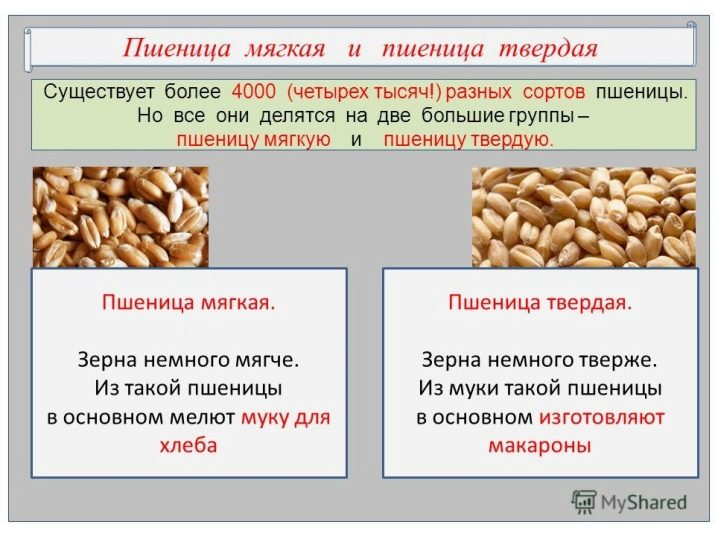 Пшеница мягкая и пшеница твердая
Существует более 4000 (четырех тысяч!) разных сортов пшеницы.
Но все они делятся на две большие группы –
пшеницу мягкую и пшеницу твердую.
Пшеница мягкая.
Зерна немного мягче.
Из такой пшеницы
в основном мелют муку для
хлеба
Пшеница твердая.
Зерна немного тверже.
Из муки такой пшеницы
в основном изготовляют
макароны
MyShared